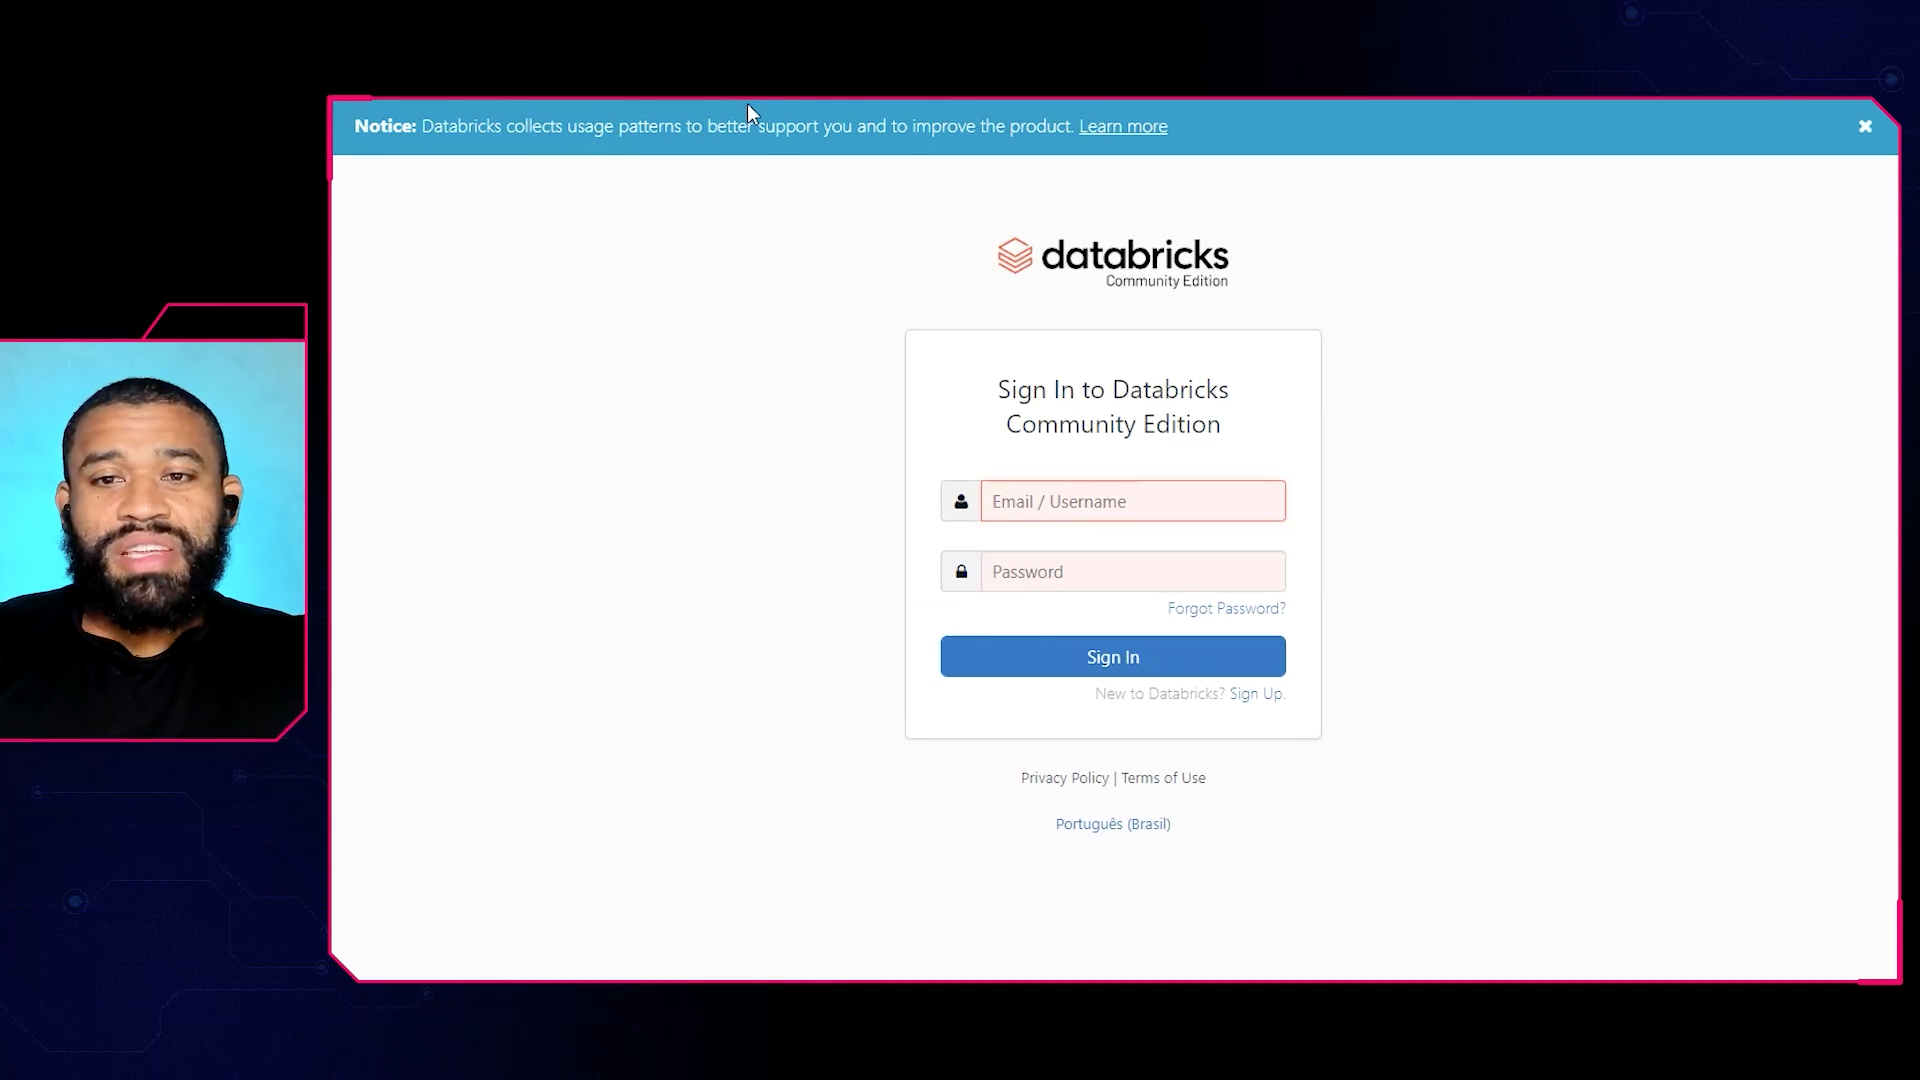 Notice: Databricks collects usage patterns to better support you and to improve the product. Learn more
databricks
Community Edition
Sign In to Databricks
Community Edition
Email / Username
Password
Forgot Password?
Sign In
New to Databricks? Sign Up.
Privacy Policy | Terms of Use
Português (Brasil)